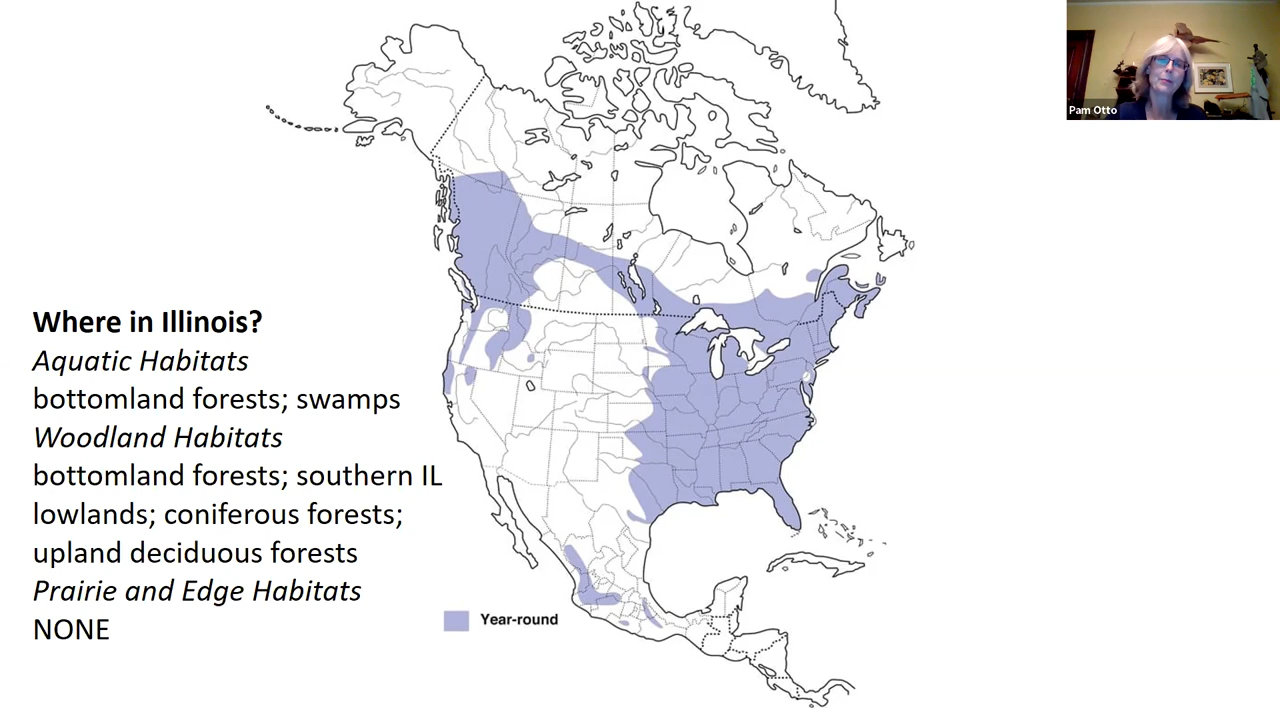 Where in Illinois?
Aquatic Habitats
bottomland forests; swamps
Woodland Habitats
bottomland forests; southern IL
lowlands; coniferous forests;
upland deciduous forests
Prairie and Edge Habitats
NONE
Year-round
Pam Otto